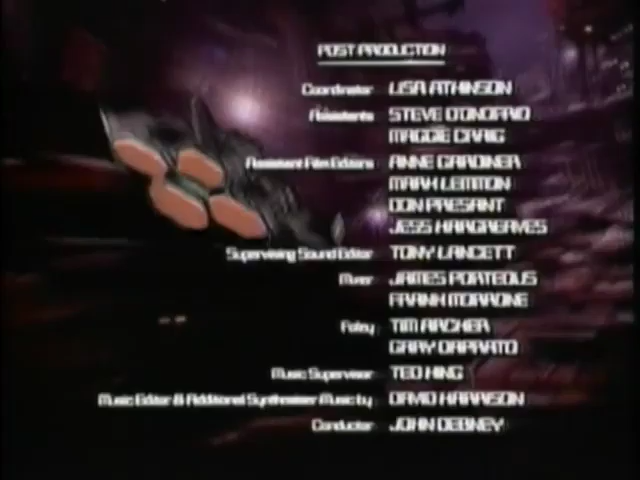 POST PRODUCTION
Coordinator LISA ATKINSON
Assistants STEVE D'ONOFRIO
MAGGIE CRAIG
Assistant Film Editors ANNE GARDINER
MARK LEMMON
DON PRESANT
JESS HARGREAVES
Supervising Sound Editor TONY LANCETT
Mixer JAMES PORTEOUS
FRANK MORRONE
Foley TIM ARCHER
GARY DAPRATO
Music Supervisor TED KING
Music Editor & Additional Synthesizer Music by DAVID HARRISON
Conductor JOHN DEBNEY